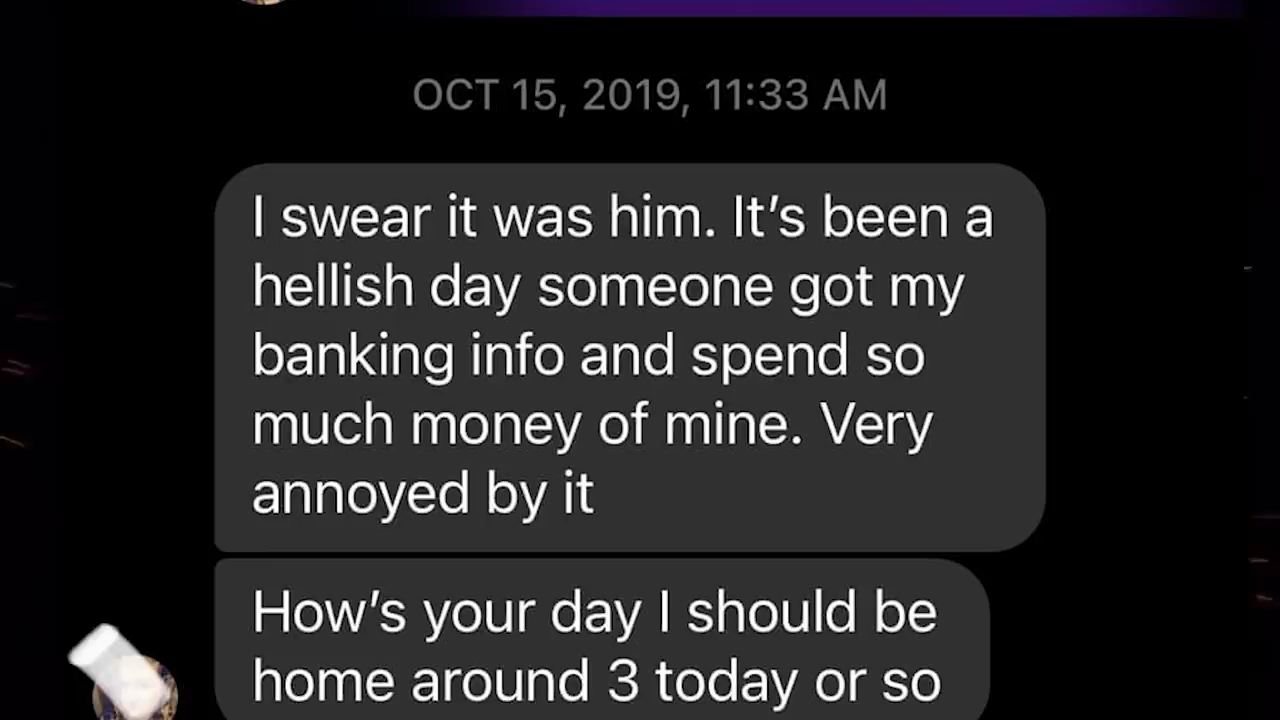 OCT 15, 2019, 11:33 AM
I swear it was him. It’s been a
hellish day someone got my
banking info and spend so
much money of mine. Very
annoyed by it
How’s your day I should be
home around 3 today or so